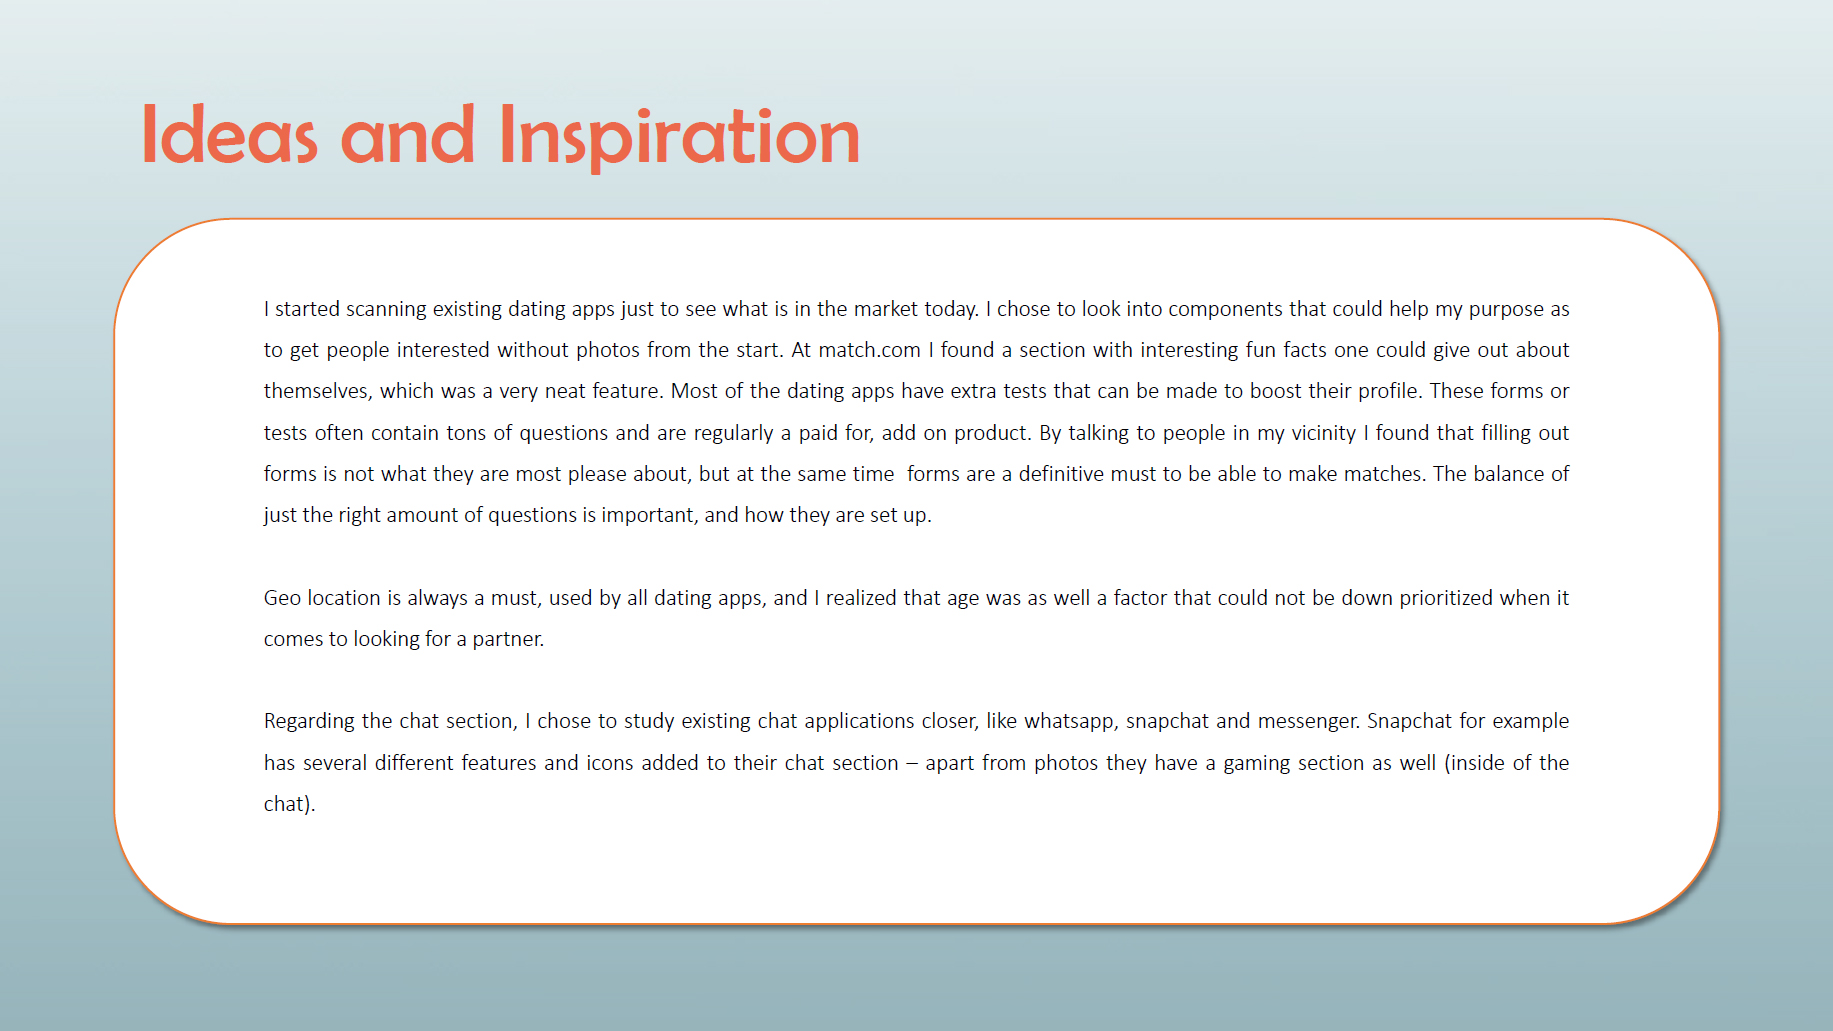 Ideas and Inspiration
I started scanning existing dating apps just to see what is in the market today. I chose to look into components that could help my purpose as
to get people interested without photos from the start. At match.com I found a section with interesting fun facts one could give out about
themselves, which was a very neat feature. Most of the dating apps have extra tests that can be made to boost their profile. These forms or
tests often contain tons of questions and are regularly a paid for, add on product. By talking to people in my vicinity I found that filling out
forms is not what they are most please about, but at the same time  forms are a definitive must to be able to make matches. The balance of
just the right amount of questions is important, and how they are set up.
Geo location is always a must, used by all dating apps, and I realized that age was as well a factor that could not be down prioritized when it
comes to looking for a partner.
Regarding the chat section, I chose to study existing chat applications closer, like whatsapp, snapchat and messenger. Snapchat for example
has several different features and icons added to their chat section – apart from photos they have a gaming section as well (inside of the
chat).